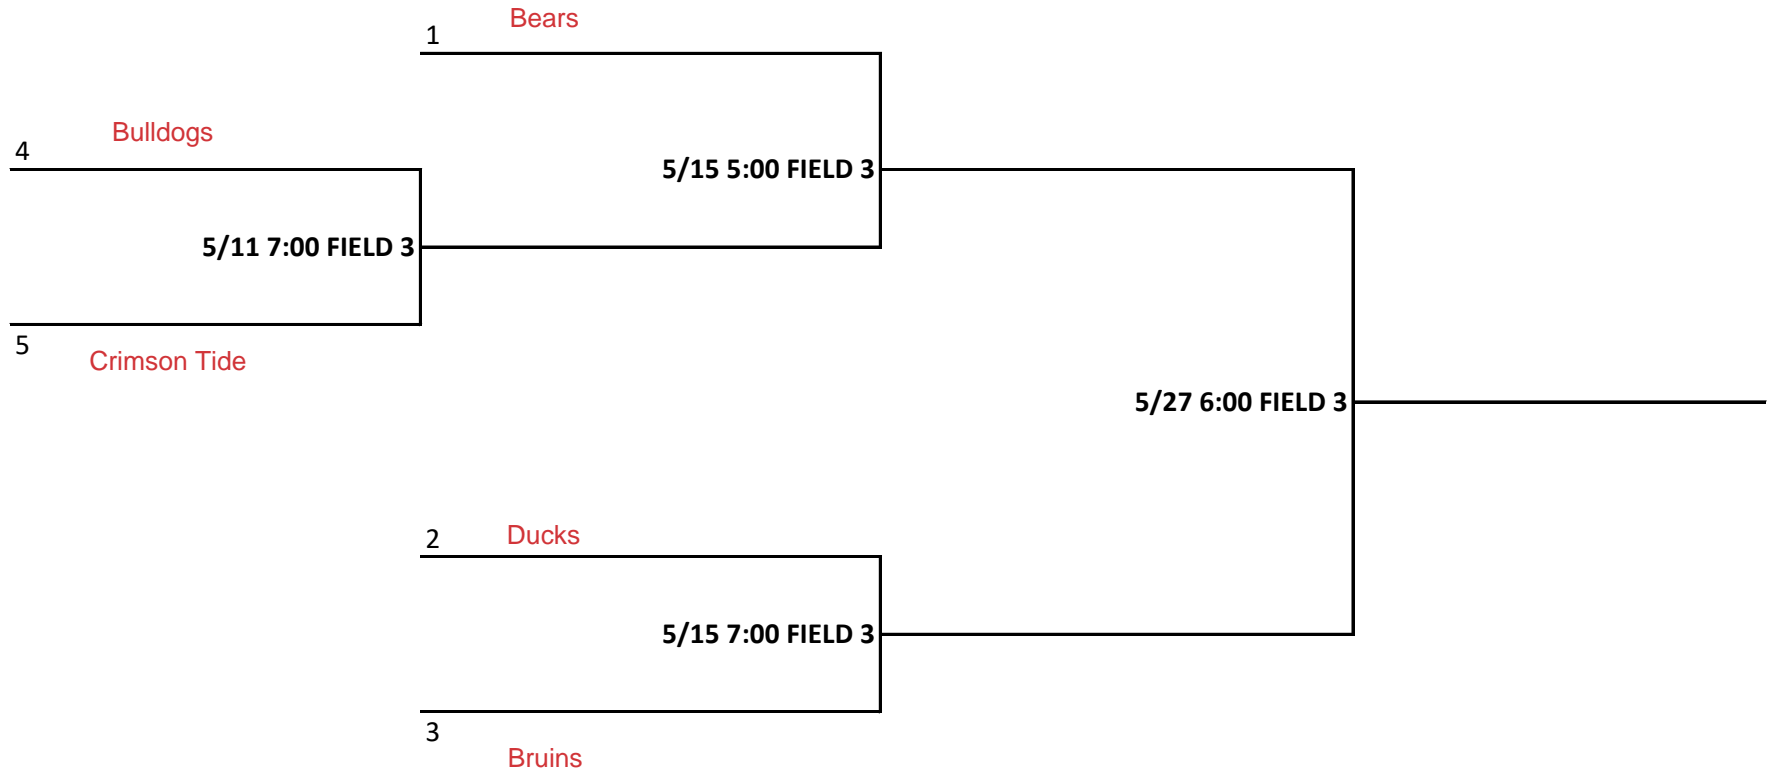 Bears
1
Bulldogs
4
5/15 5:00 FIELD 3
5/11 7:00 FIELD 3
5
Crimson Tide
5/27 6:00 FIELD 3
Ducks
2
5/15 7:00 FIELD 3
3
Bruins